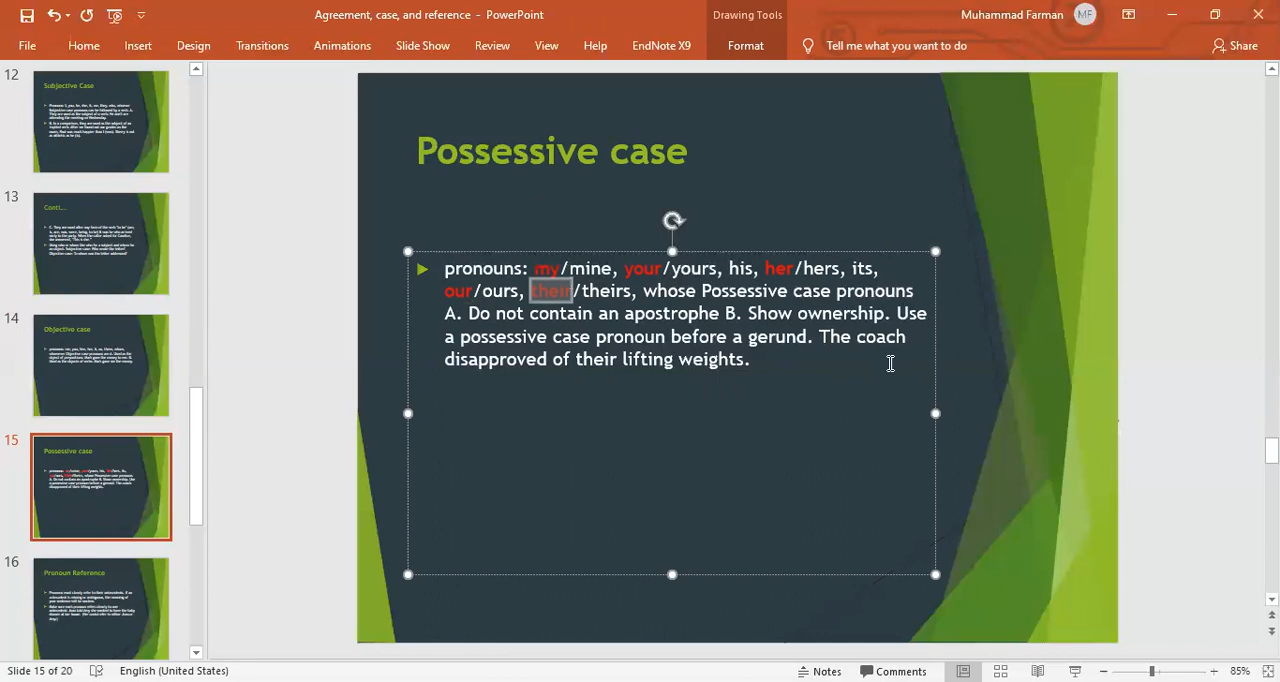 Agreement, case, and reference - PowerPoint
Drawing Tools
Muhammad Farman
MF
File Home Insert Design Transitions Animations Slide Show Review View Help EndNote X9 Format Tell me what you want to do Share
12
Subjective Case
13
Conti...
14
Objective case
15
Possessive case
16
Pronoun Reference
Possessive case
pronouns: my/mine, your/yours, his, her/hers, its,
our/ours, their/theirs, whose Possessive case pronouns
A. Do not contain an apostrophe B. Show ownership. Use
a possessive case pronoun before a gerund. The coach
disapproved of their lifting weights.
Slide 15 of 20 English (United States) Notes Comments 85%